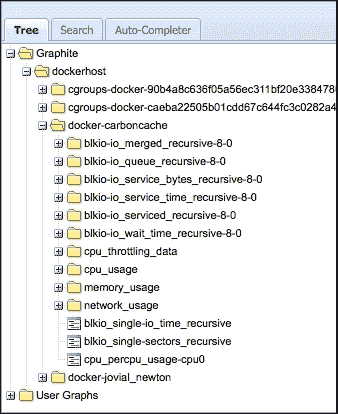 Tree Search Auto-Completer
Graphite
dockerhost
cgroups-docker-90b4a8c636f05a56ec311bf20e3384780
cgroups-docker-caeba22505b01cdd67c644fc3c0282a4
docker-carboncache
blkio-io_merged_recursive-8-0
blkio-io_queue_recursive-8-0
blkio-io_service_bytes_recursive-8-0
blkio-io_service_time_recursive-8-0
blkio-io_serviced_recursive-8-0
blkio-io_wait_time_recursive-8-0
cpu_throttling_data
cpu_usage
memory_usage
network_usage
blkio_single-io_time_recursive
blkio_single-sectors_recursive
cpu_percpu_usage-cpu0
docker-jovial_newton
User Graphs